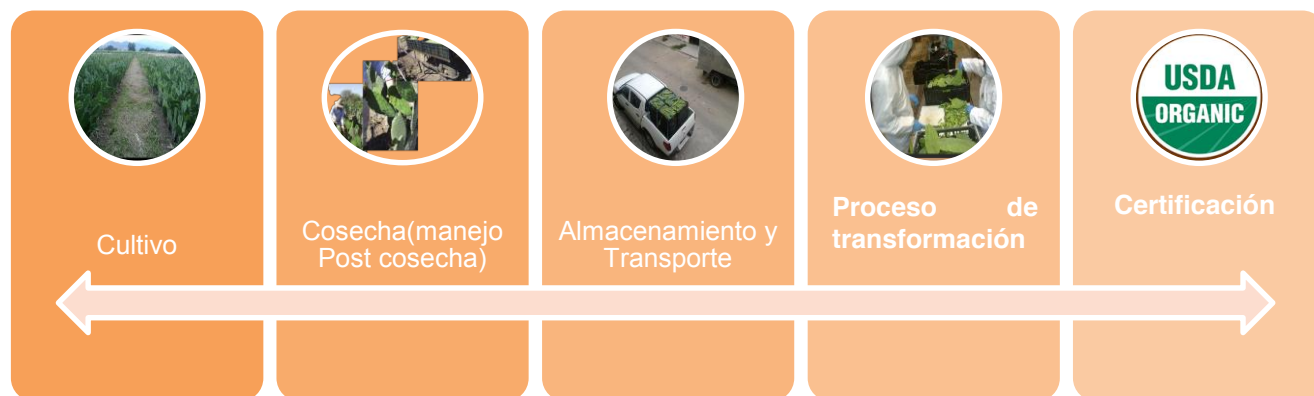 Cultivo
Cosecha(manejo
Post cosecha)
Almacenamiento y
Transporte
Proceso de
transformación
USDA
ORGANIC
Certificación